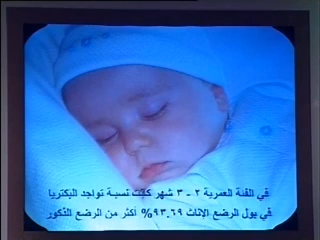 في الفئة العمرية ٢ - ٣ شهر كانت نسبة تواجد البكتريا
في بول الرضع الاناث ٩٣.٦٩% أكثر من الرضع الذكور